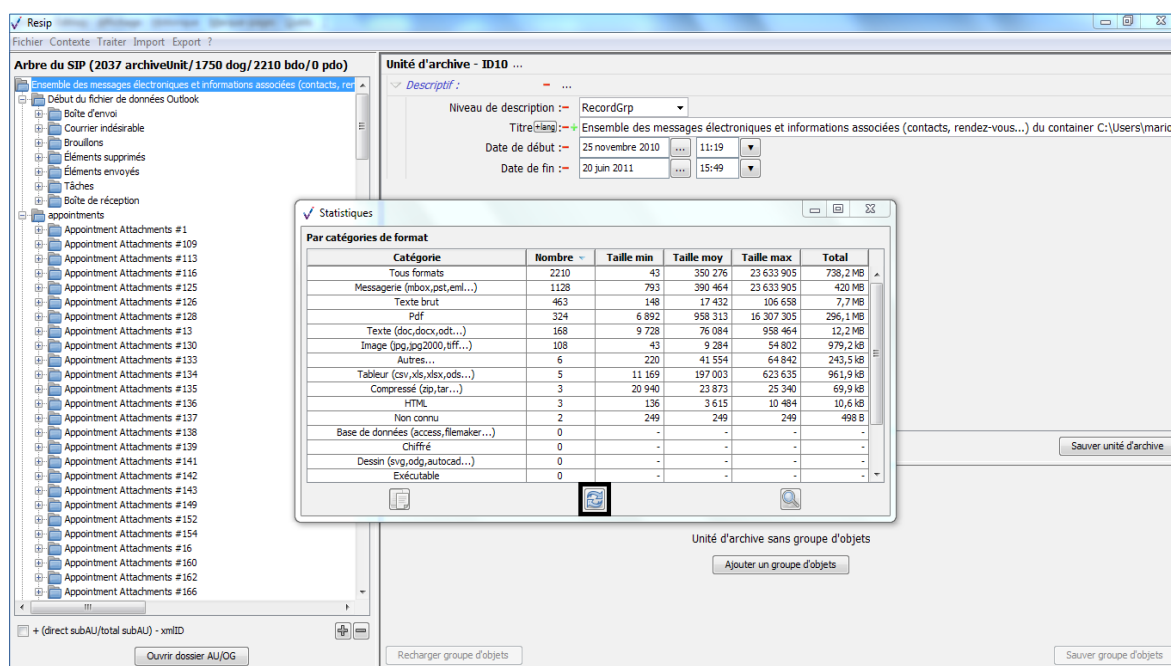 Resip
Fichier Contexte Traiter Import Export ?
Arbre du SIP (2037 archiveUnit/1750 dog/2210 bdo/0 pdo)
Ensemble des messages électroniques et informations associées (contacts, ren
Début du fichier de données Outlook
Boîte d'envoi
Courrier indésirable
Brouillons
Éléments supprimés
Éléments envoyés
Tâches
Boîte de réception
appointments
Appointment Attachments #1
Appointment Attachments #109
Appointment Attachments #113
Appointment Attachments #116
Appointment Attachments #125
Appointment Attachments #126
Appointment Attachments #128
Appointment Attachments #13
Appointment Attachments #130
Appointment Attachments #133
Appointment Attachments #134
Appointment Attachments #135
Appointment Attachments #136
Appointment Attachments #137
Appointment Attachments #138
Appointment Attachments #139
Appointment Attachments #141
Appointment Attachments #142
Appointment Attachments #143
Appointment Attachments #149
Appointment Attachments #152
Appointment Attachments #154
Appointment Attachments #16
Appointment Attachments #160
Appointment Attachments #162
Appointment Attachments #166
+ (direct subAU/total subAU) - xmlID
Ouvrir dossier AU/OG
Unité d'archive - ID10 ...
Descriptif : - ...
Niveau de description :- RecordGrp
Titre +lang :- + Ensemble des messages électroniques et informations associées (contacts, rendez-vous...) du container C:\Users\maric
Date de début :- 25 novembre 2010 ... 11:19
Date de fin :- 20 juin 2011 ... 15:49
Statistiques
Par catégories de format
Catégorie Nombre Taille min Taille moy Taille max Total
Tous formats 2210 43 350 276 23 633 905 738,2 MB
Messagerie (mbox,pst,eml...) 1128 793 390 464 23 633 905 420 MB
Texte brut 463 148 17 432 106 658 7,7 MB
Pdf 324 6 892 958 313 16 307 305 296,1 MB
Texte (doc,docx,odt...) 168 9 728 76 084 958 464 12,2 MB
Image (jpg,jpg2000,tiff...) 108 43 9 284 54 802 979,2 kB
Autres... 6 220 41 554 64 842 243,5 kB
Tableur (csv,xls,xlsx,ods...) 5 11 169 197 003 623 635 961,9 kB
Compressé (zip,tar...) 3 20 940 23 873 25 340 69,9 kB
HTML 3 136 3 615 10 484 10,6 kB
Non connu 2 249 249 249 498 B
Base de données (access,filemaker...) 0 - - - -
Chiffré 0 - - - -
Dessin (svg,odg,autocad...) 0 - - - -
Exécutable 0 - - - -
Sauver unité d'archive
Unité d'archive sans groupe d'objets
Ajouter un groupe d'objets
Recharger groupe d'objets
Sauver groupe d'objets